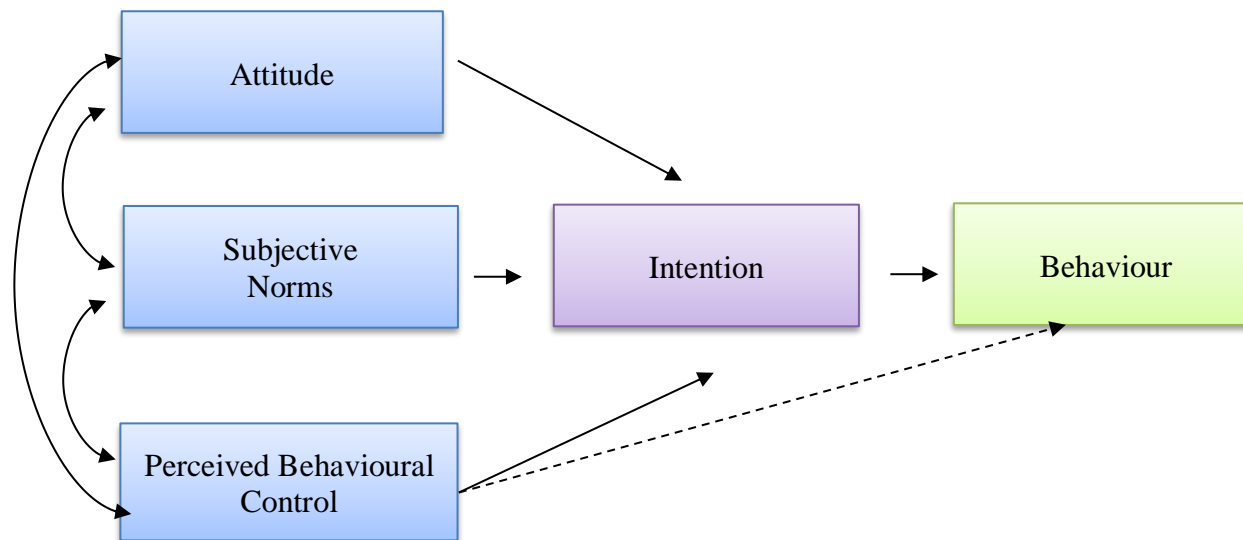 Attitude
Subjective
Norms
Intention
Behaviour
Perceived Behavioural
Control